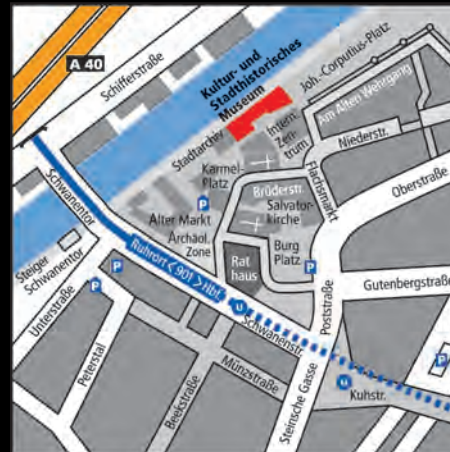 A 40
Schifferstraße
Kultur- und
Stadthistorisches
Museum
Joh.-Corputius-Platz
Stadtarchiv
Intern.
Zen-
trum
Am Alten Wehrgang
Niederstr.
Karmel-
Platz
Flachsmarkt
Oberstraße
Brüderstr.
Salvator-
kirche
Schwanentor
P
Alter Markt
Archäol.
Zone
Rat
haus
Burg
Platz
P
Steiger
Schwanentor
P
P
Unterstraße
Ruhrort < 901 > Hbf.
U
Gutenbergstraße
Poststraße
Schwanenstr.
Peterstal
Beekstraße
Münzstraße
Steinsche Gasse
U
Kuhstr.
P